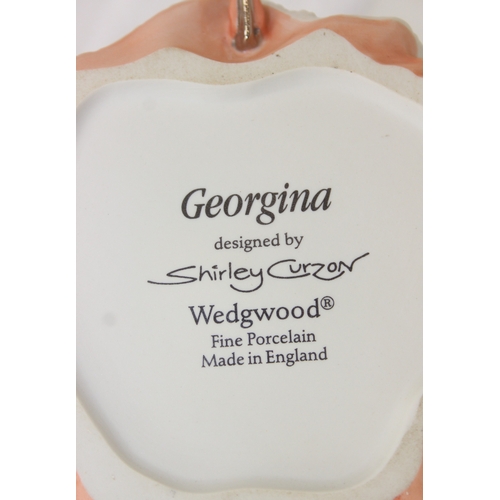 Georgina
designed by
Shirley Curzon
Wedgwood®
Fine Porcelain
Made in England